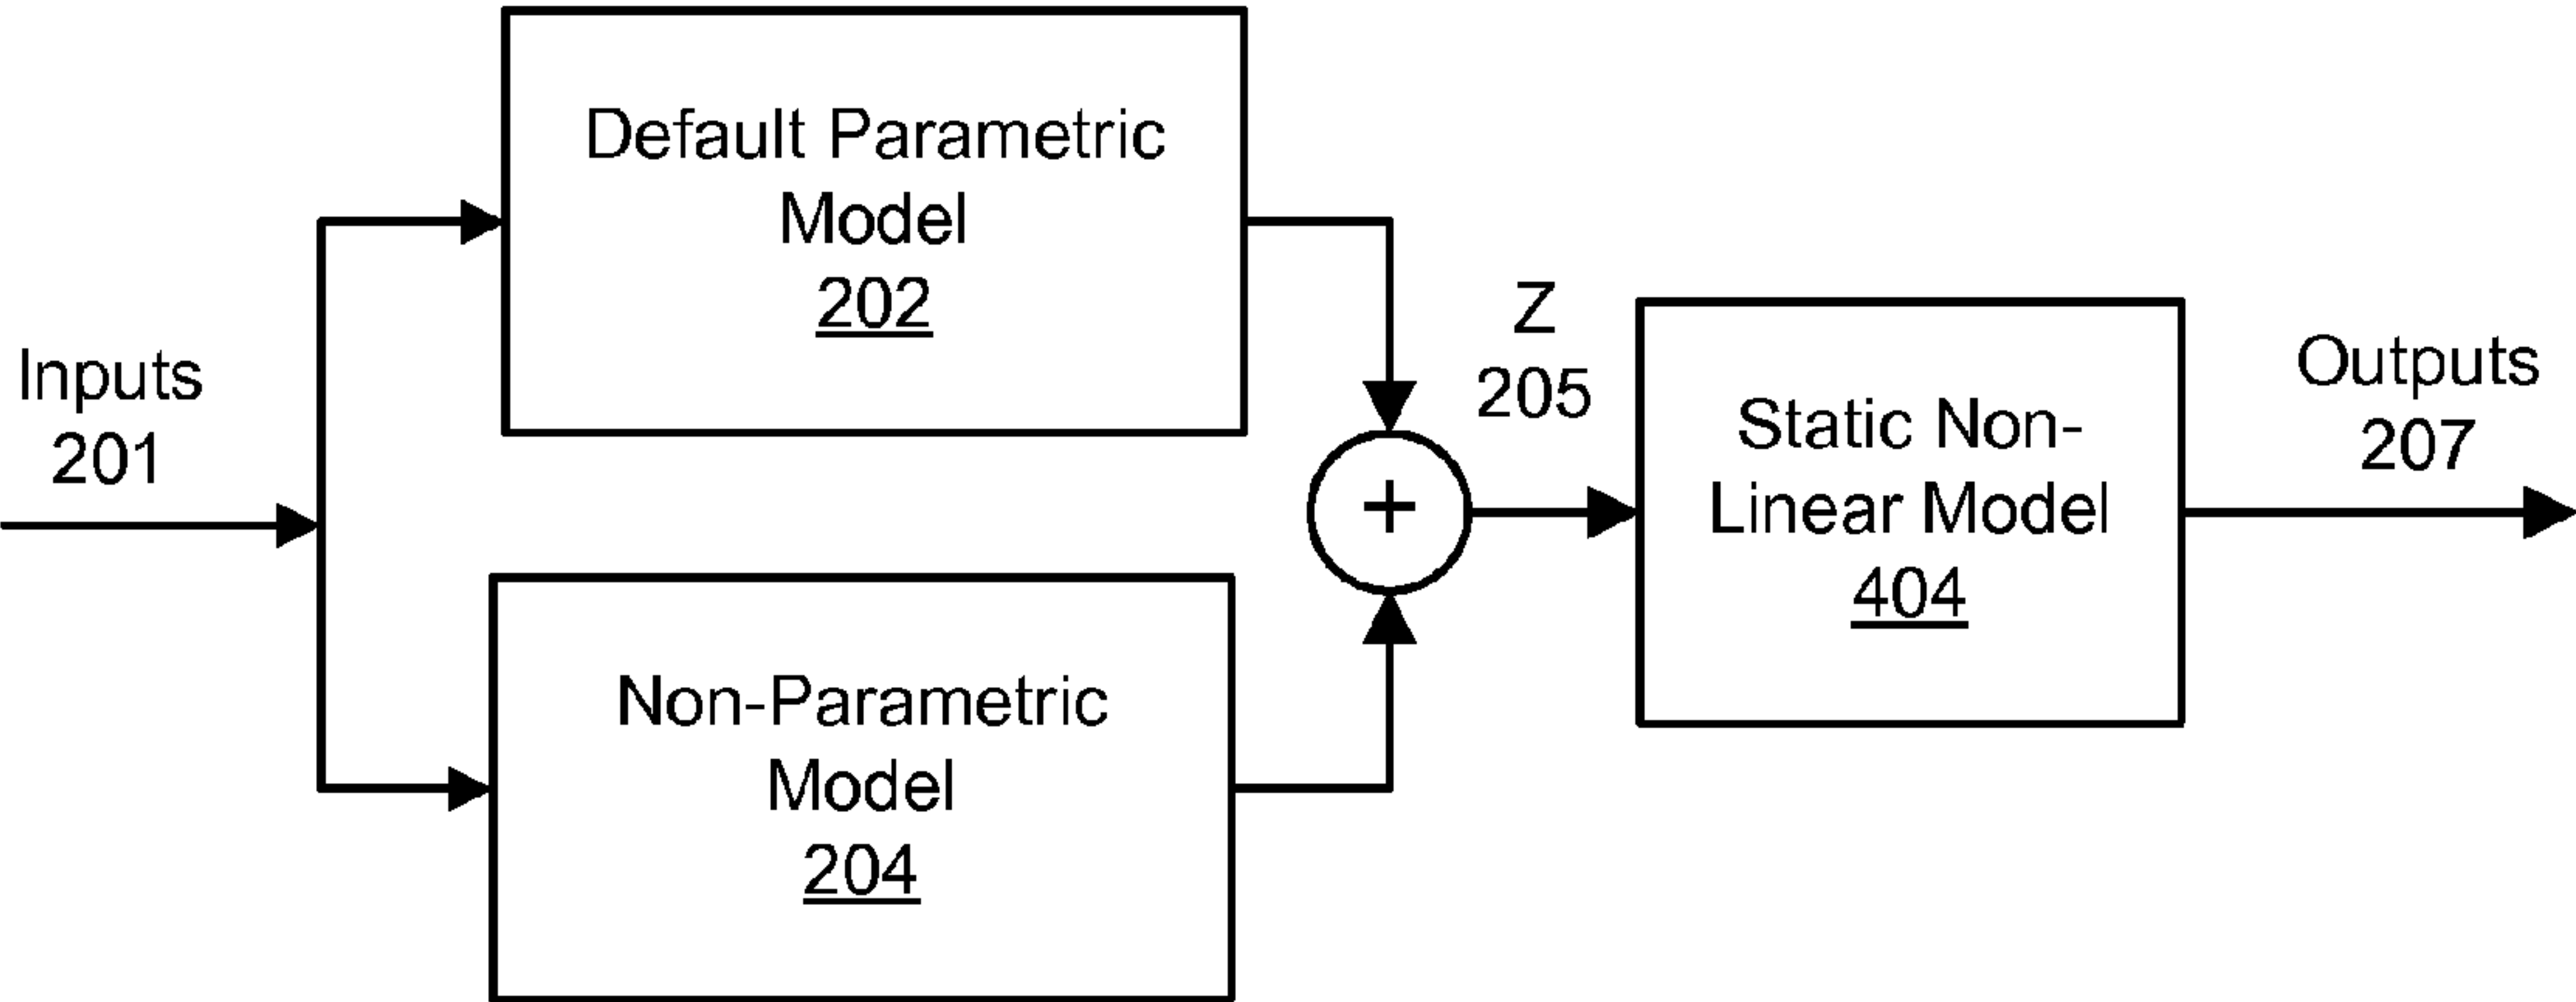 Default Parametric
Model
202
Inputs
201
Z
205
+
Static Non-
Linear Model
404
Outputs
207
Non-Parametric
Model
204